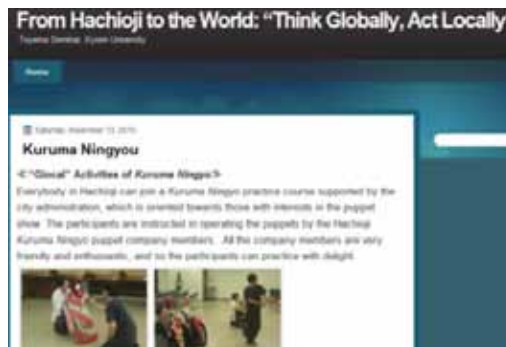 From Hachioji to the World: "Think Globally, Act Locally
Toyama Seminar, Kyorin University
Home
Saturday, November 13, 2010
Kuruma Ningyou
≪ "Glocal" Activities of Kuruma Ningyo ≫
Everybody in Hachioji can join a Kuruma Ningyo practice course supported by the
city administration, which is oriented towards those with interests in the puppet
show. The participants are instructed in operating the puppets by the Hachioji
Kuruma Ningyo puppet company members. All the company members are very
friendly and enthusiastic, and so the participants can practice with delight.